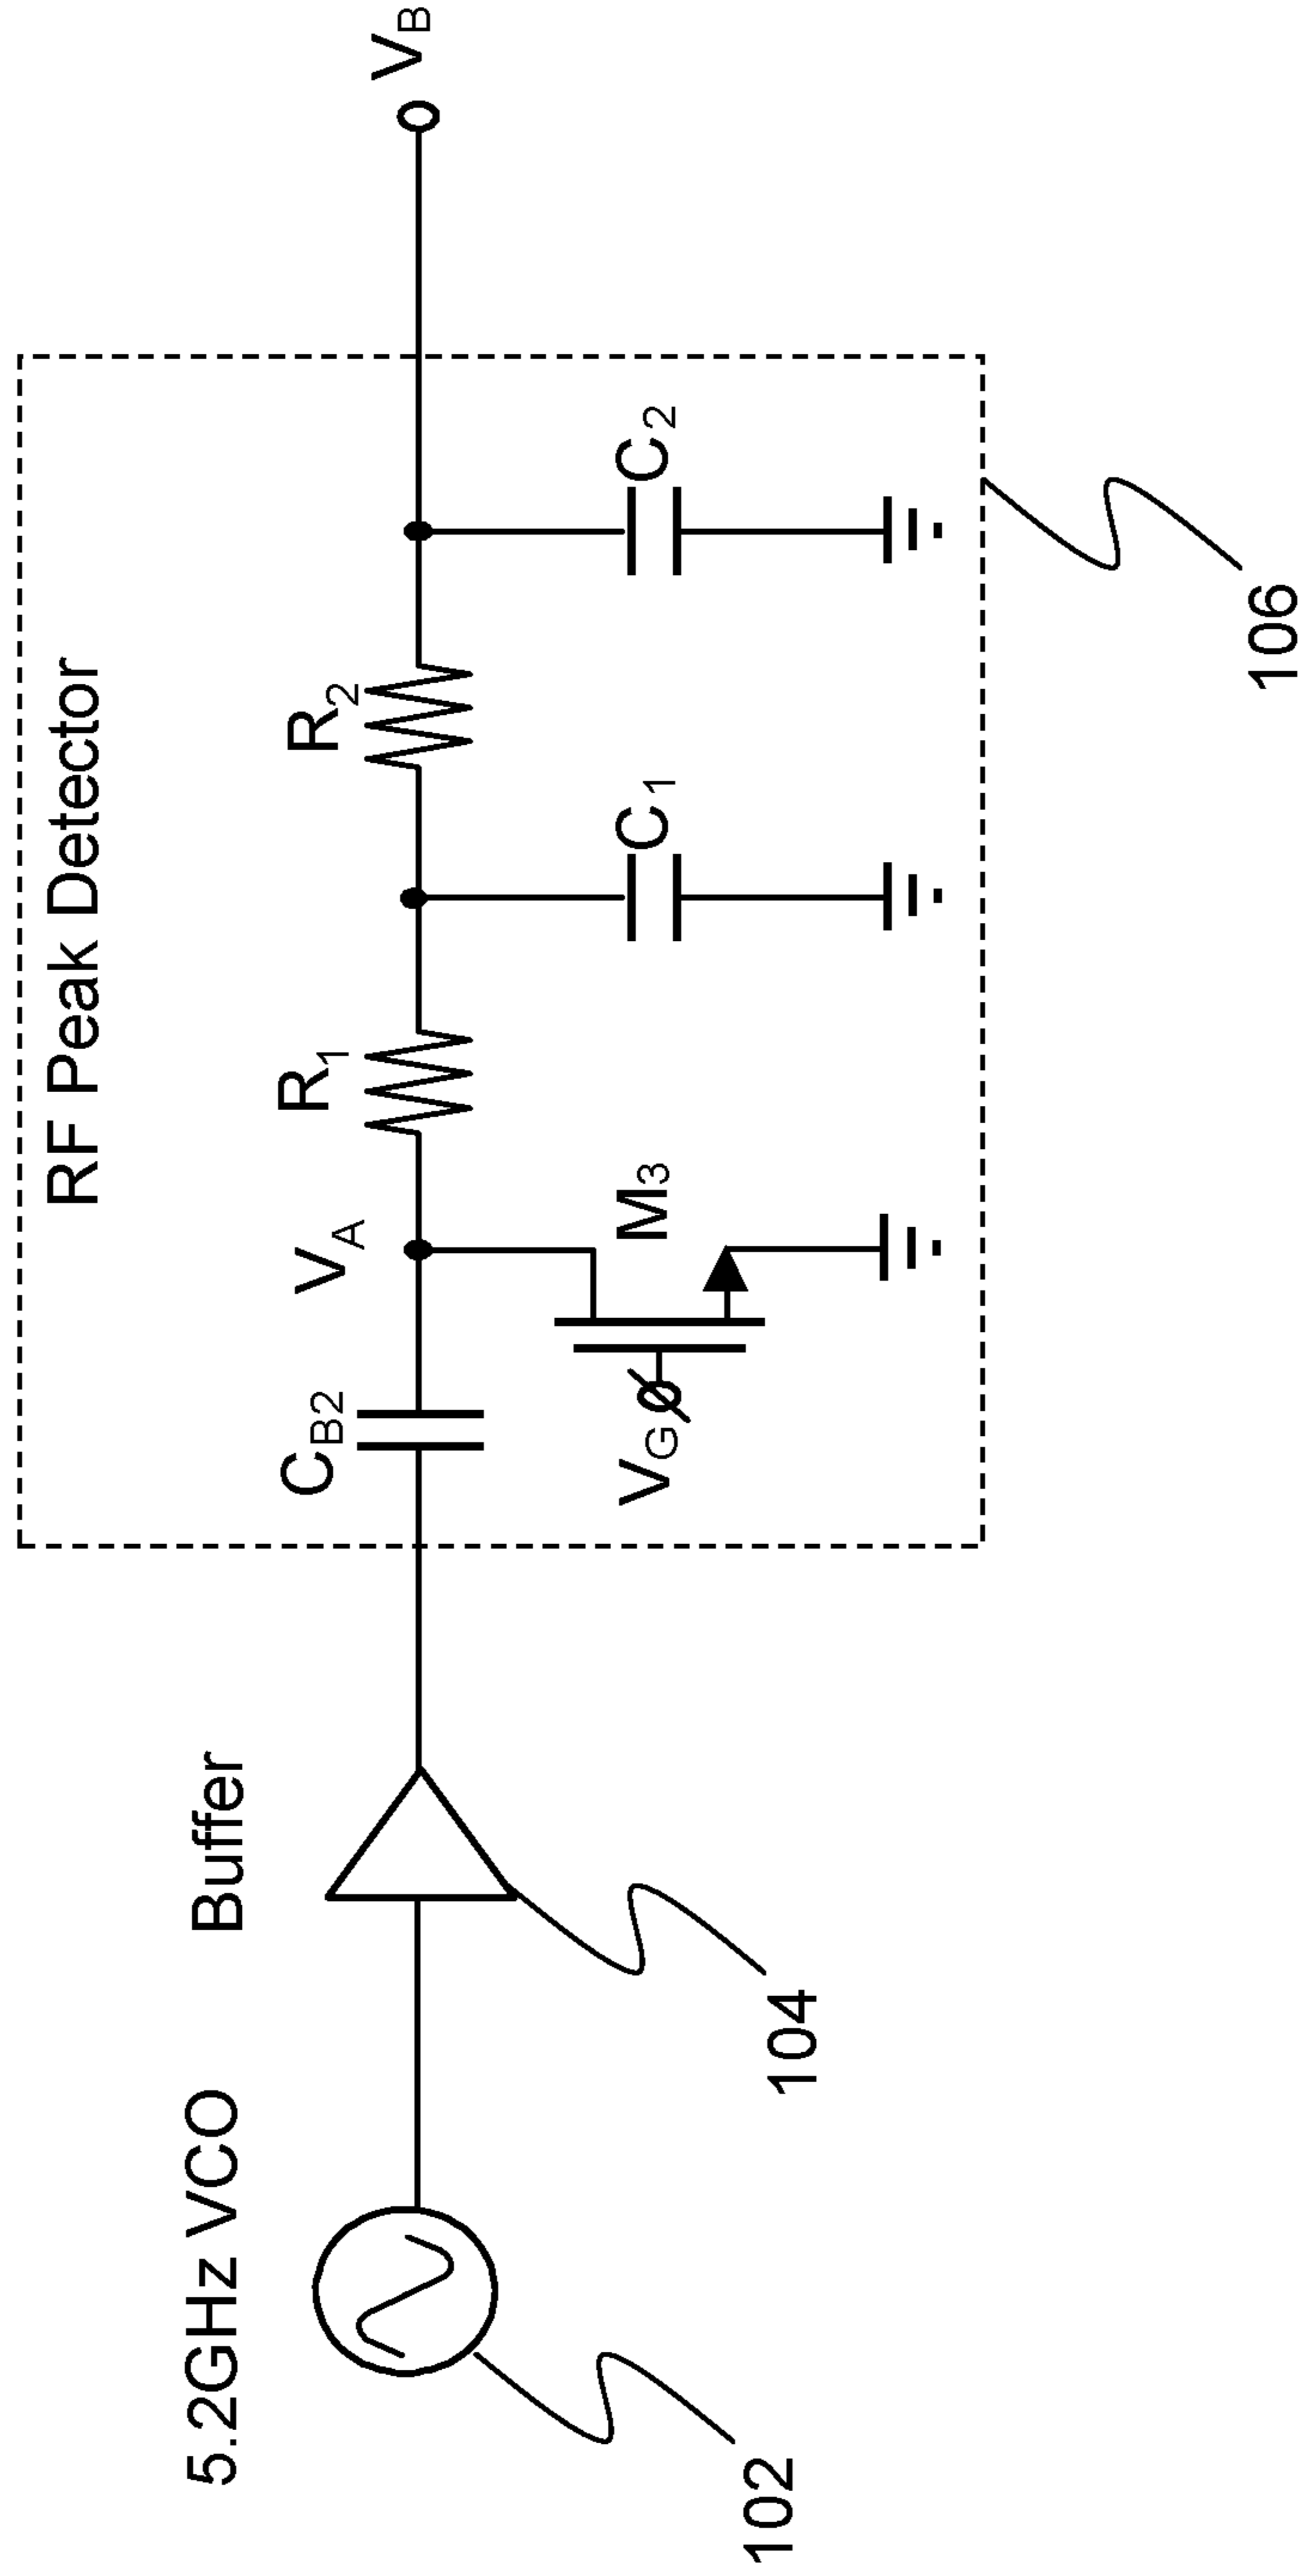 RF Peak Detector
5.2GHz VCO
Buffer
C_B2
V_A
R_1
R_2
V_B
V_G
M_3
C_1
C_2
102
104
106